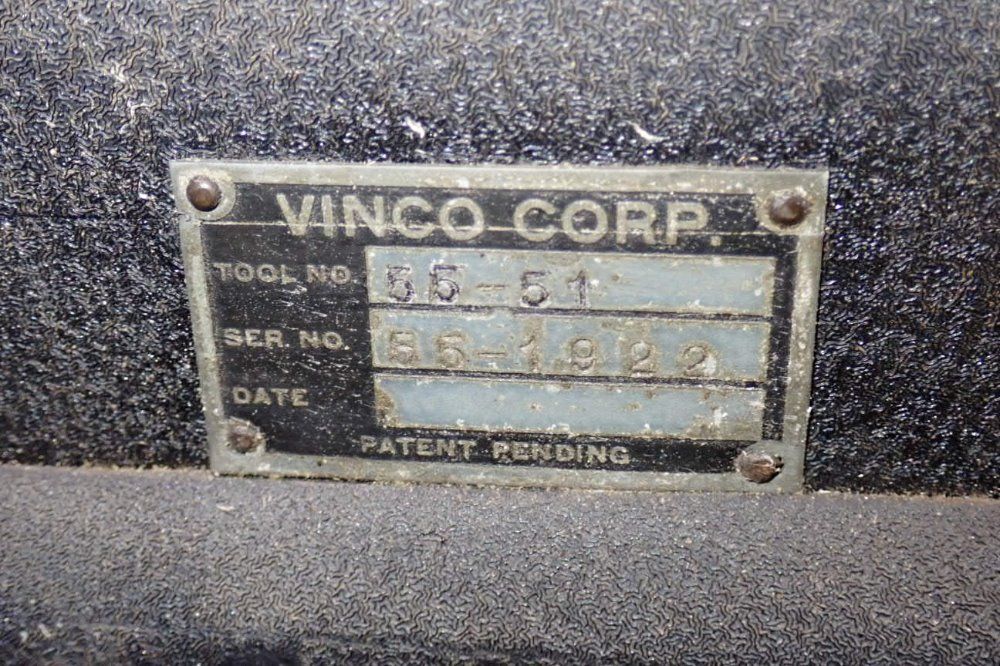 VINCO CORP.
TOOL NO. 55-51
SER NO. 55-1922
DATE
PATENT PENDING